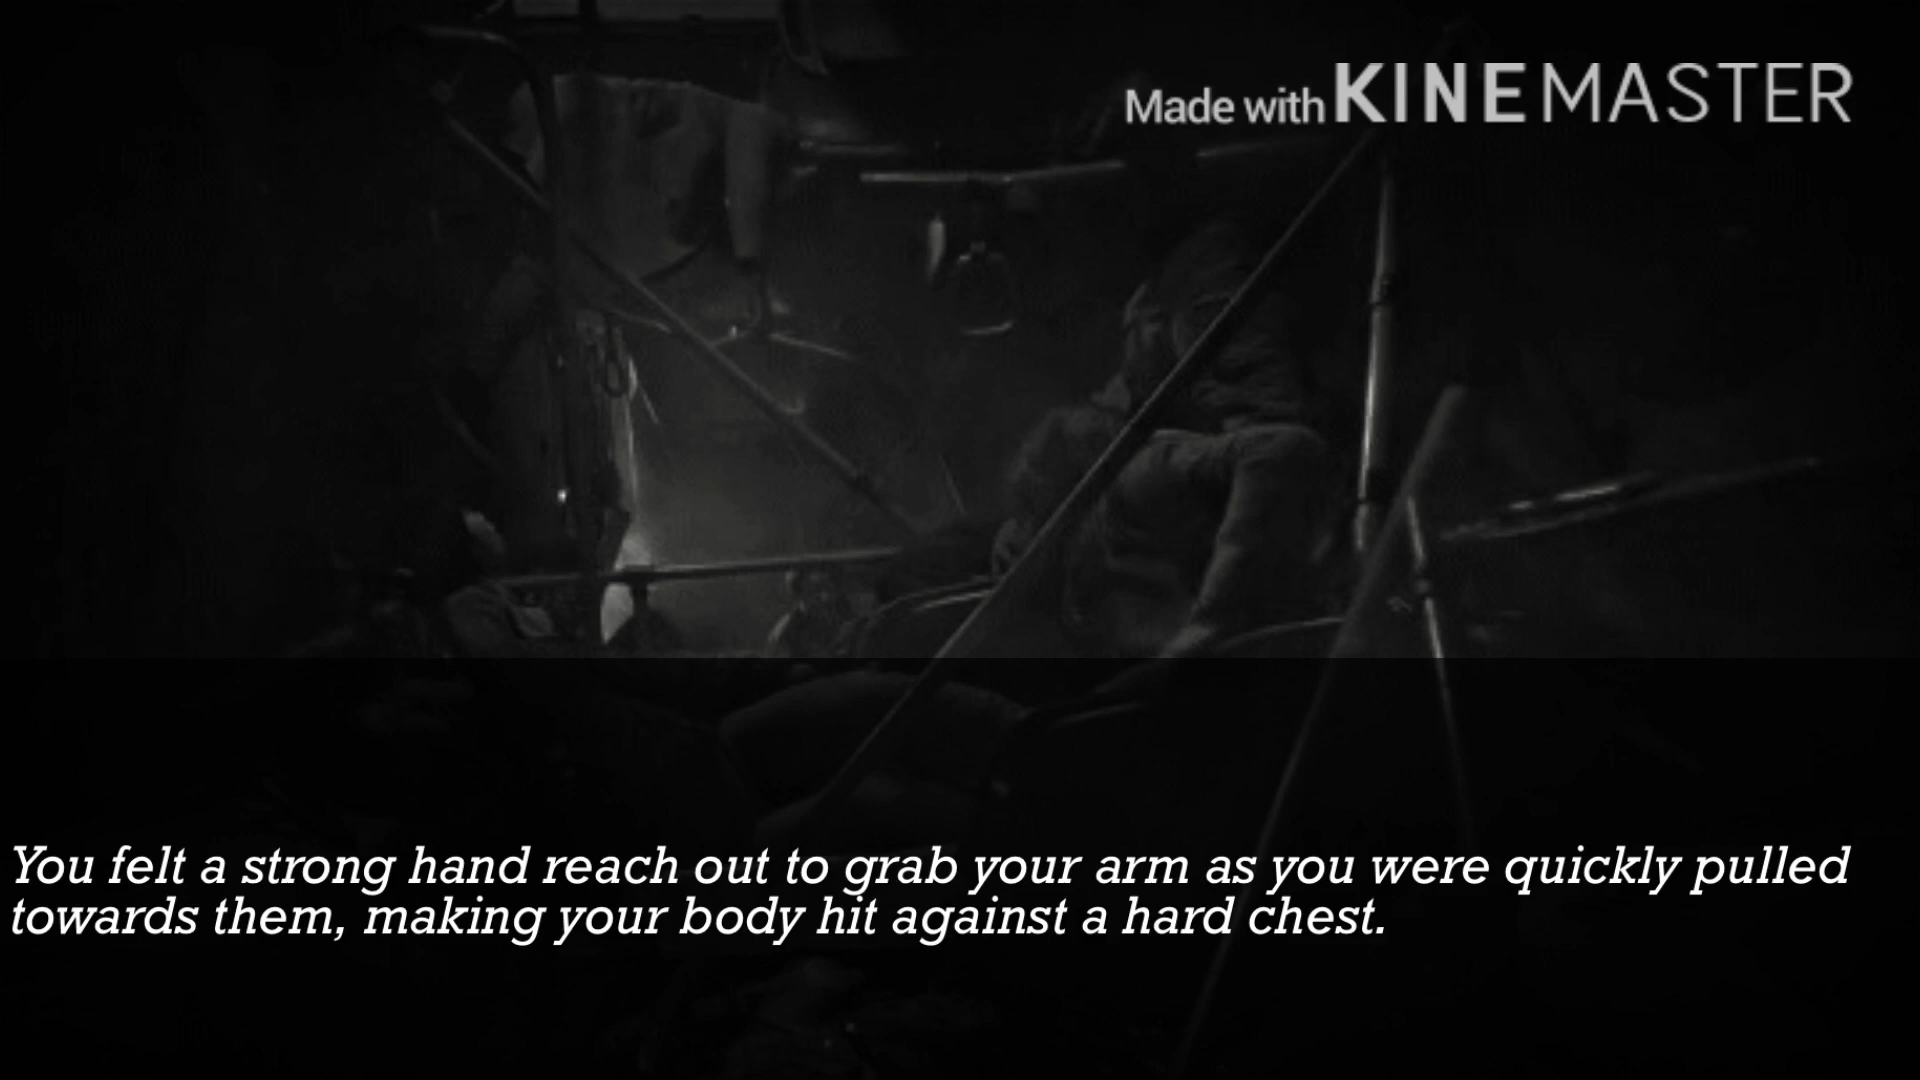 Made with KINEMASTER
You felt a strong hand reach out to grab your arm as you were quickly pulled
towards them, making your body hit against a hard chest.